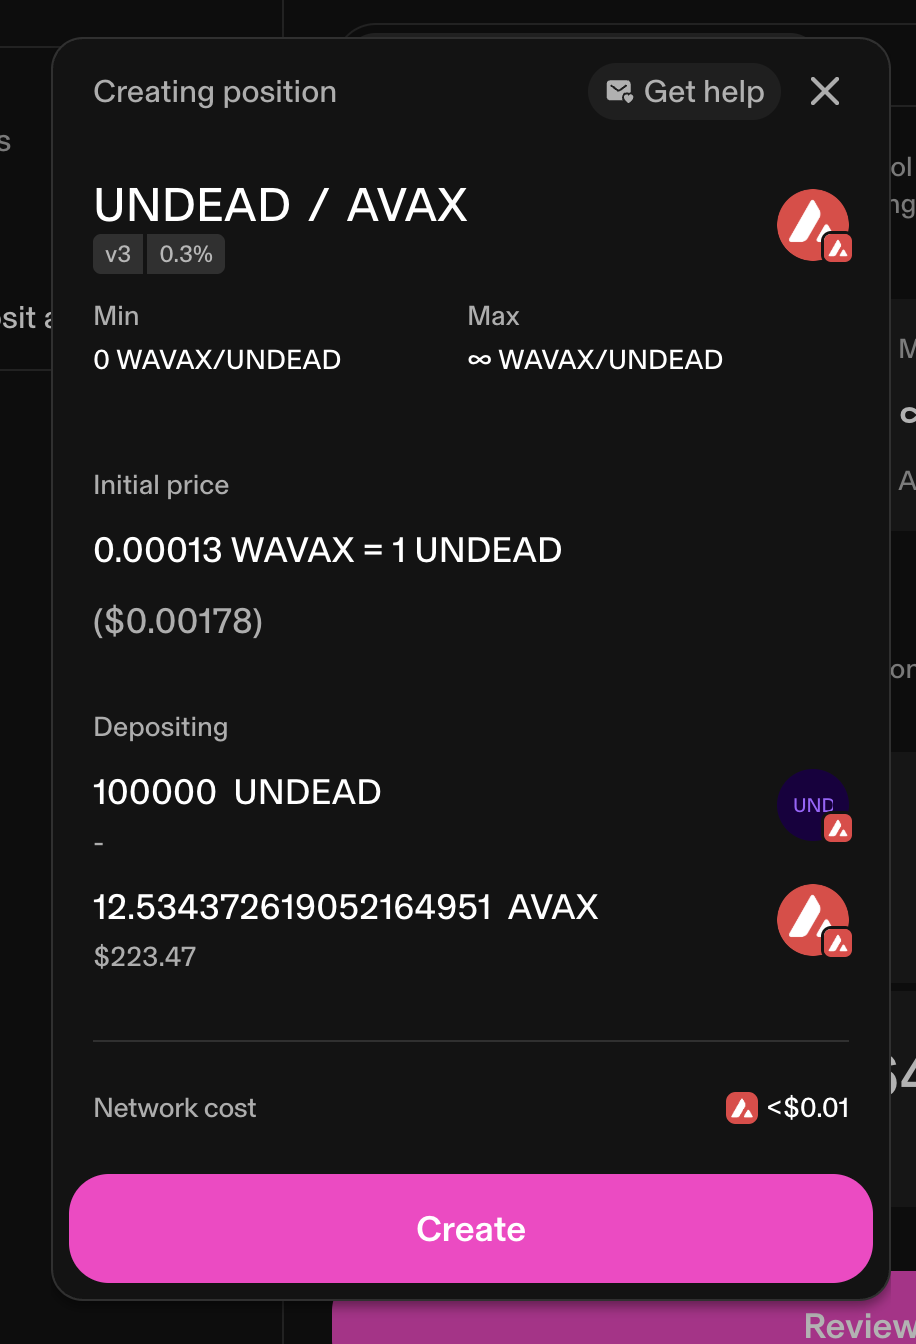 Creating position
Get help
UNDEAD / AVAX
v3 0.3%
Min
Max
0 WAVAX/UNDEAD
∞ WAVAX/UNDEAD
Initial price
0.00013 WAVAX = 1 UNDEAD
($0.00178)
Depositing
100000 UNDEAD
-
UND
12.534372619052164951 AVAX
$223.47
Network cost
<$0.01
Create
Review